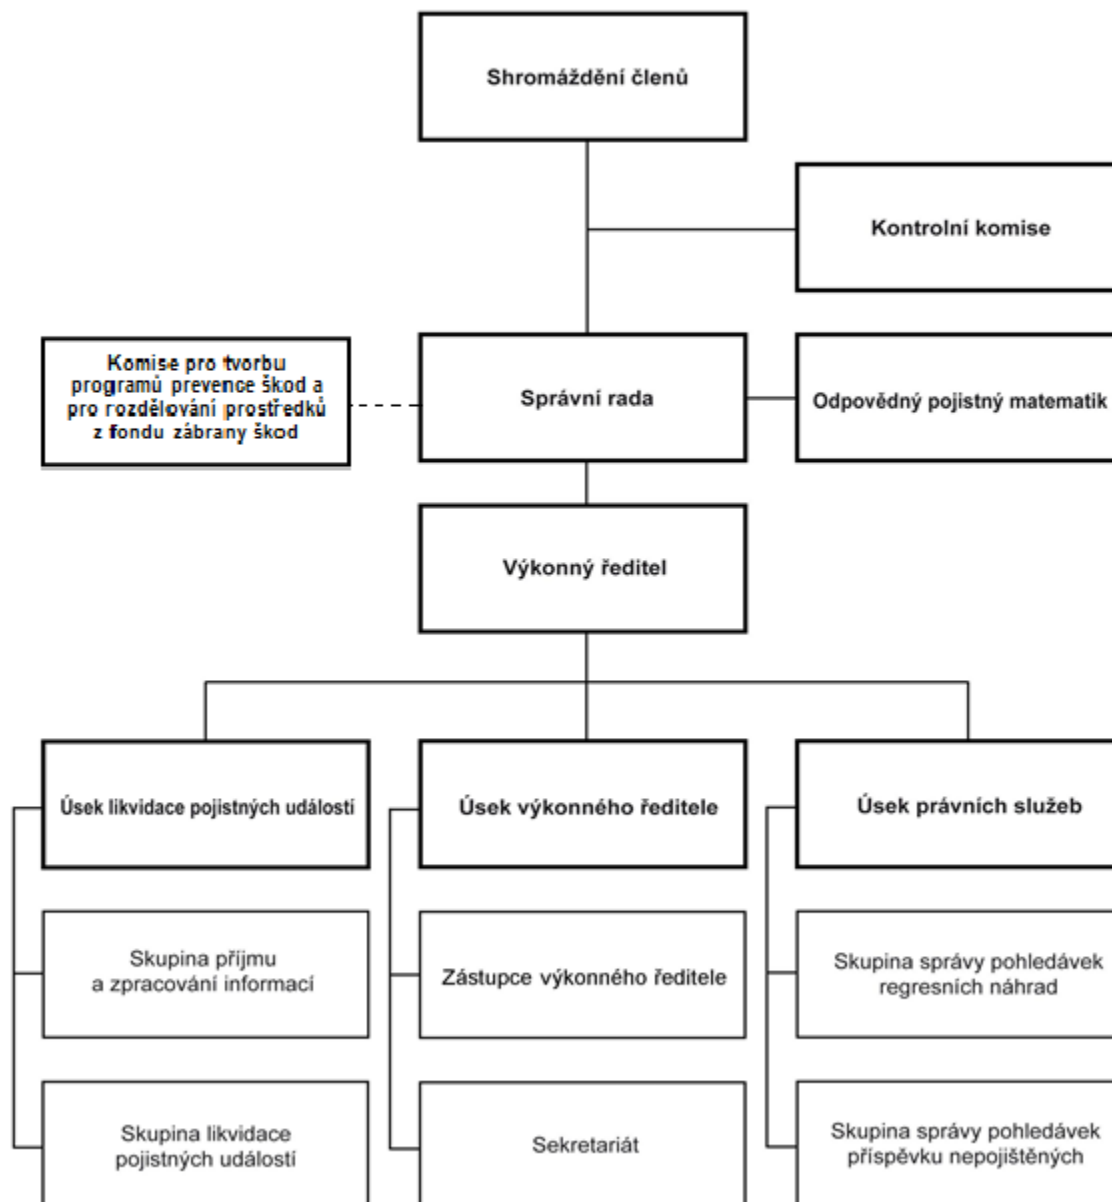 Shromáždění členů
Kontrolní komise
Komise pro tvorbu
programů prevence škod a
pro rozdělování prostředků
z fondu zábrany škod
Správní rada
Odpovědný pojistný matematik
Výkonný ředitel
Úsek likvidace pojistných událostí
Úsek výkonného ředitele
Úsek právních služeb
Skupina příjmu
a zpracování informací
Zástupce výkonného ředitele
Skupina správy pohledávek
regresních náhrad
Skupina likvidace
pojistných událostí
Sekretariát
Skupina správy pohledávek
příspěvku nepojištěných